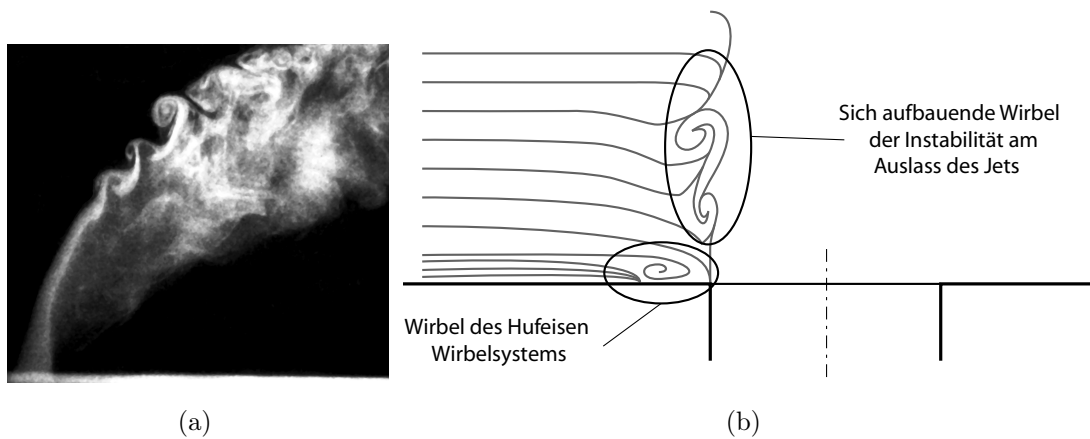 Sich aufbauende Wirbel
der Instabilität am
Auslass des Jets
Wirbel des Hufeisen
Wirbelsystems
(a)
(b)